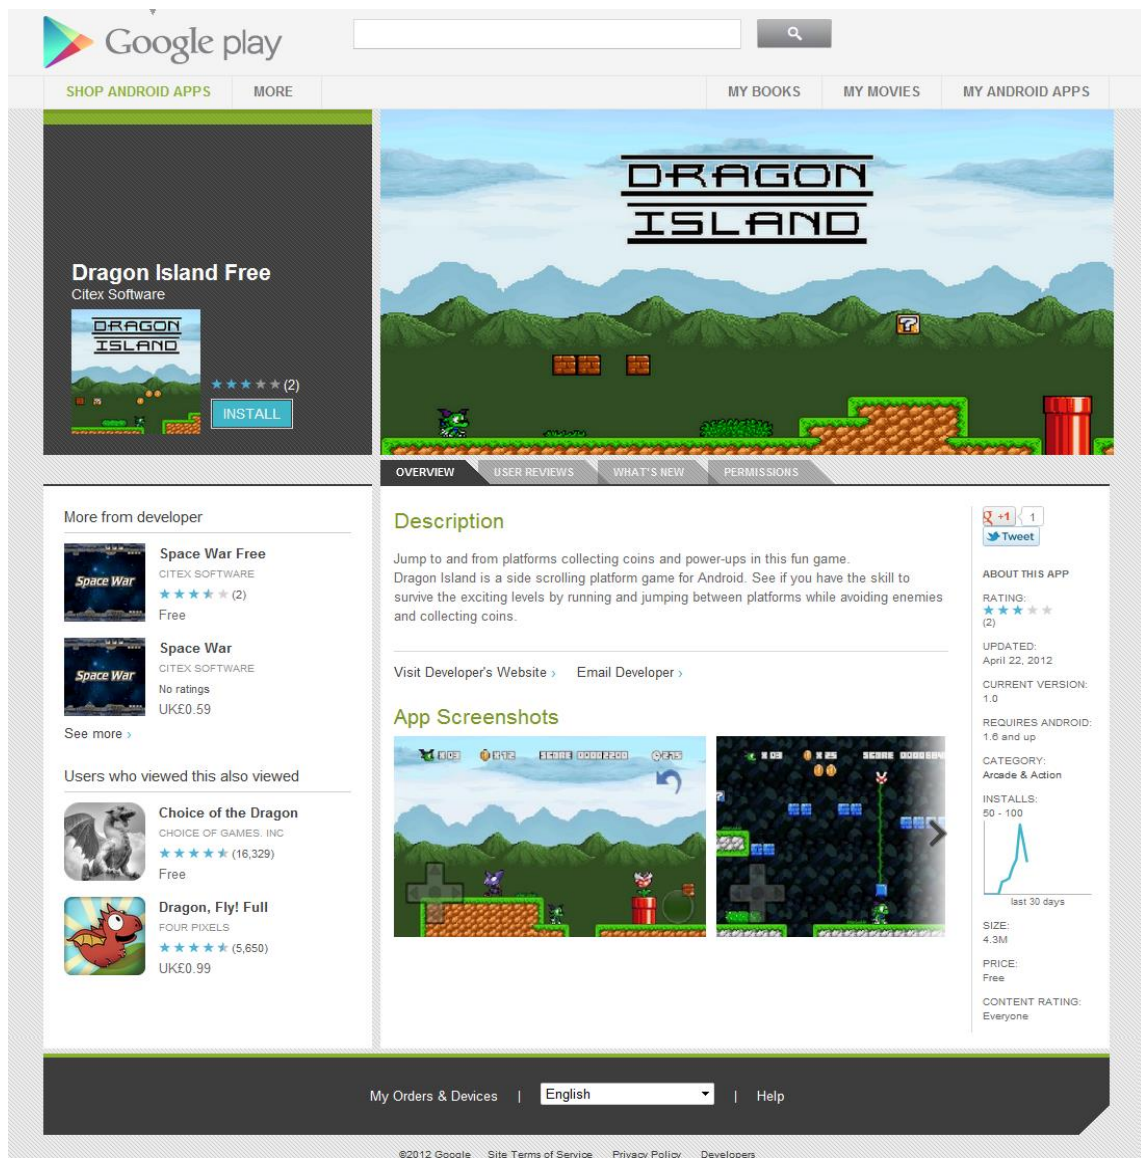 Google play
SHOP ANDROID APPS MORE MY BOOKS MY MOVIES MY ANDROID APPS
DRAGON
ISLAND
Dragon Island Free
Citex Software
DRAGON
ISLAND
(2)
INSTALL
OVERVIEW USER REVIEWS WHAT'S NEW PERMISSIONS
More from developer
Space War
Space War Free
CITEX SOFTWARE
(2)
Free
Space War
Space War
CITEX SOFTWARE
No ratings
UK£0.59
See more ›
Users who viewed this also viewed
Choice of the Dragon
CHOICE OF GAMES. INC
(16,329)
Free
Dragon, Fly! Full
FOUR PIXELS
(5,650)
UK£0.99
Description
Jump to and from platforms collecting coins and power-ups in this fun game.
Dragon Island is a side scrolling platform game for Android. See if you have the skill to
survive the exciting levels by running and jumping between platforms while avoiding enemies
and collecting coins.
Visit Developer's Website › Email Developer ›
App Screenshots
g +1 1
Tweet
ABOUT THIS APP
RATING:
(2)
UPDATED:
April 22, 2012
CURRENT VERSION:
1.0
REQUIRES ANDROID:
1.6 and up
CATEGORY:
Arcade & Action
INSTALLS:
50 - 100
last 30 days
SIZE:
4.3M
PRICE:
Free
CONTENT RATING:
Everyone
My Orders & Devices | English | Help
©2012 Google Site Terms of Service Privacy Policy Developers